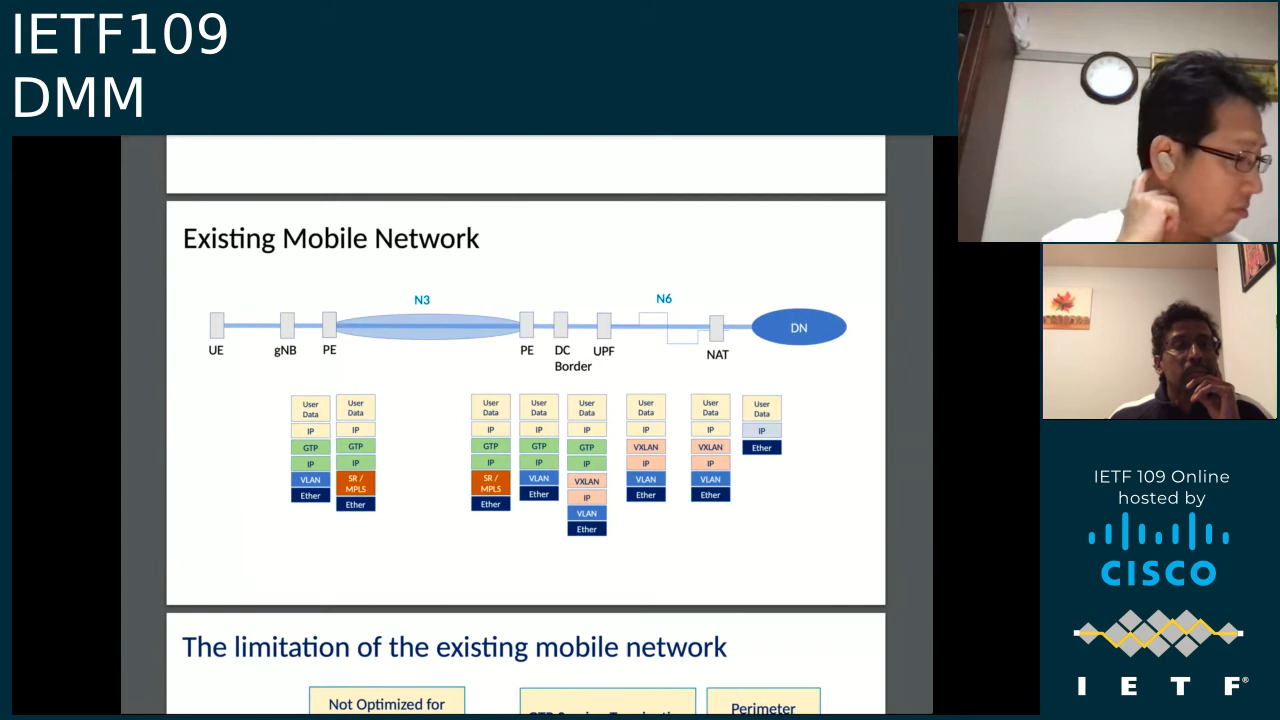 IETF109
DMM
Existing Mobile Network
N3
N6
DN
UE
gNB
PE
PE
DC
Border
UPF
NAT
User
Data
IP
GTP
IP
VLAN
Ether
User
Data
IP
GTP
IP
SR /
MPLS
Ether
User
Data
IP
GTP
IP
SR /
MPLS
Ether
User
Data
IP
GTP
IP
VLAN
Ether
User
Data
IP
GTP
IP
VXLAN
IP
VLAN
Ether
User
Data
IP
VXLAN
IP
VLAN
Ether
User
Data
IP
VXLAN
IP
VLAN
Ether
User
Data
IP
Ether
The limitation of the existing mobile network
Not Optimized for
Perimeter
IETF 109 Online
hosted by
CISCO
I E T F®